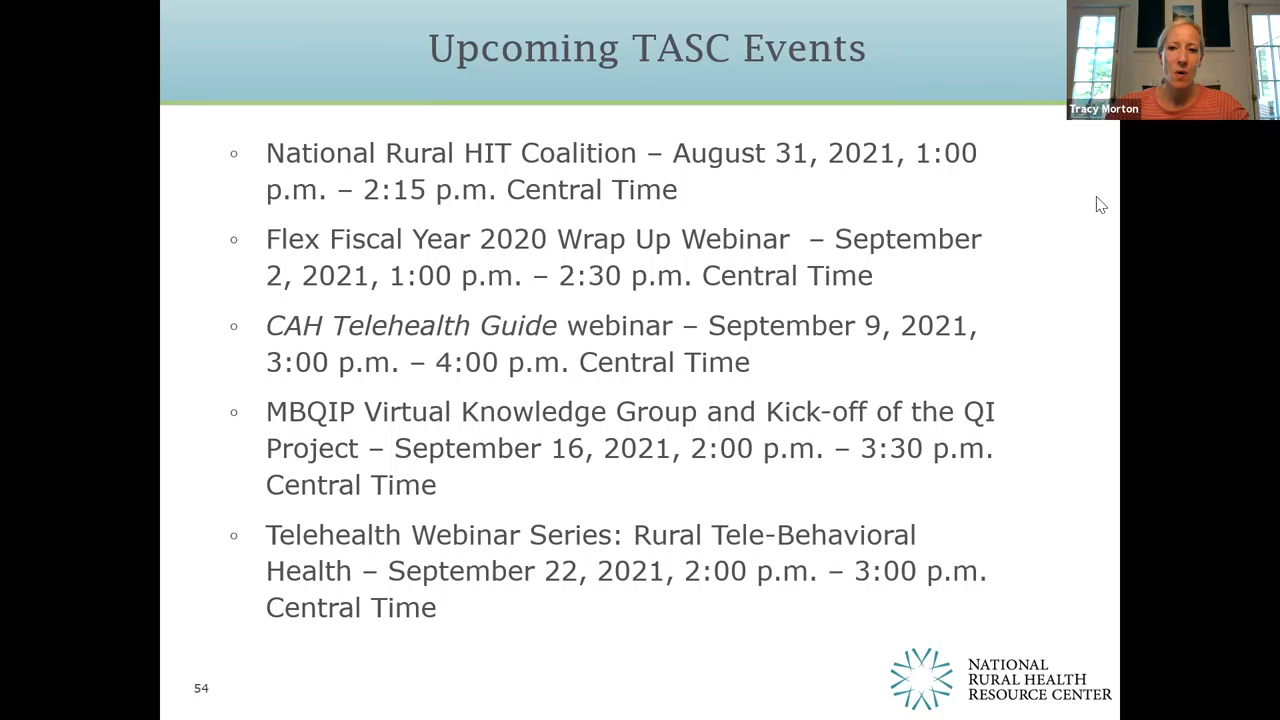 Upcoming TASC Events
Tracy Morton
◦ National Rural HIT Coalition – August 31, 2021, 1:00
p.m. – 2:15 p.m. Central Time
◦ Flex Fiscal Year 2020 Wrap Up Webinar – September
2, 2021, 1:00 p.m. – 2:30 p.m. Central Time
◦ CAH Telehealth Guide webinar – September 9, 2021,
3:00 p.m. – 4:00 p.m. Central Time
◦ MBQIP Virtual Knowledge Group and Kick-off of the QI
Project – September 16, 2021, 2:00 p.m. – 3:30 p.m.
Central Time
◦ Telehealth Webinar Series: Rural Tele-Behavioral
Health – September 22, 2021, 2:00 p.m. – 3:00 p.m.
Central Time
54
NATIONAL
RURAL HEALTH
RESOURCE CENTER